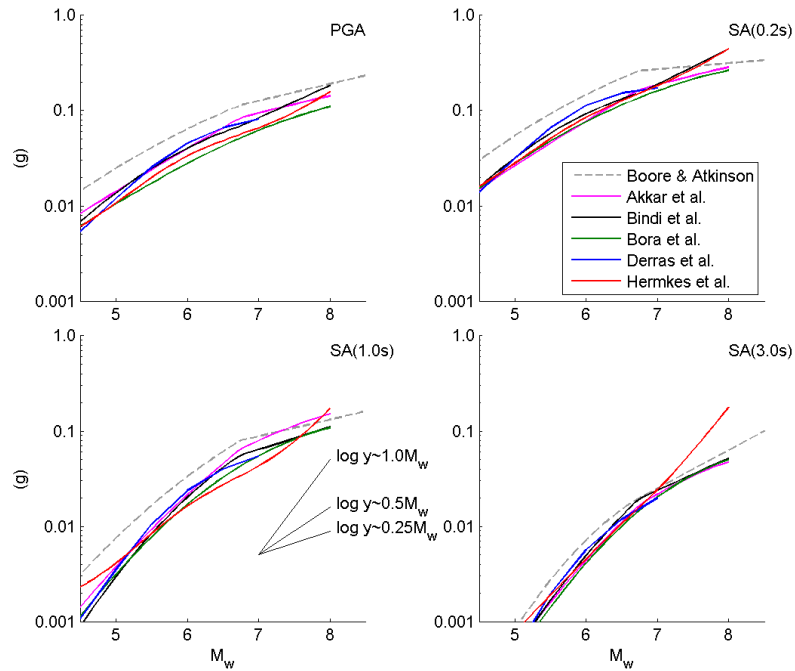 PGA
1.0
0.1
0.01
0.001
(g)
5
6
7
8
SA(0.2s)
1.0
0.1
0.01
0.001
5
6
7
8
Boore & Atkinson
Akkar et al.
Bindi et al.
Bora et al.
Derras et al.
Hermkes et al.
SA(1.0s)
1.0
0.1
0.01
0.001
(g)
log y~1.0Mw
log y~0.5Mw
log y~0.25Mw
5
6
7
8
Mw
SA(3.0s)
1.0
0.1
0.01
0.001
5
6
7
8
Mw